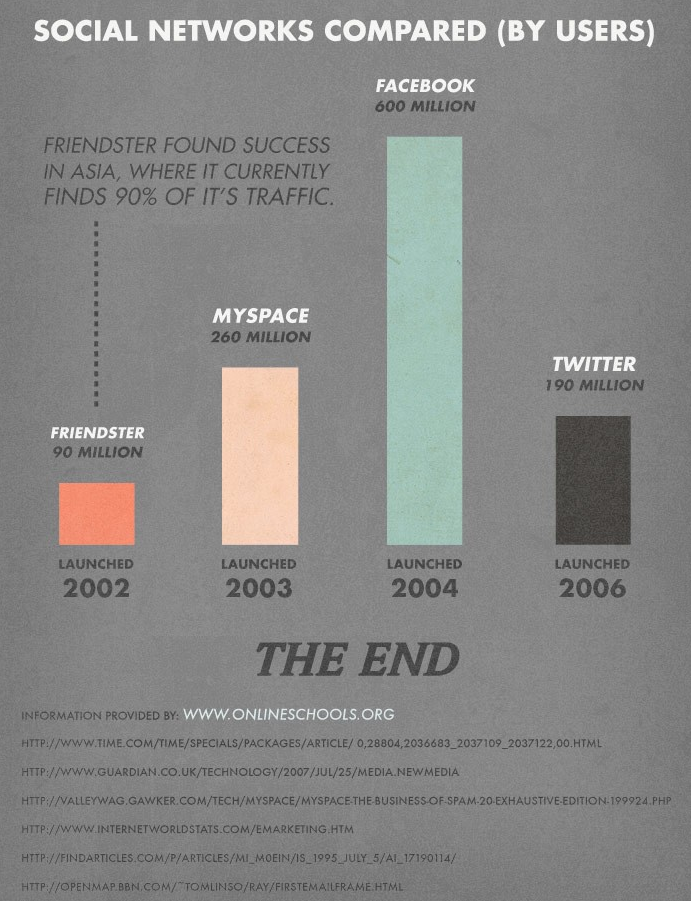 SOCIAL NETWORKS COMPARED (BY USERS)
FACEBOOK
600 MILLION
FRIENDSTER FOUND SUCCESS
IN ASIA, WHERE IT CURRENTLY
FINDS 90% OF IT'S TRAFFIC.
MYSPACE
260 MILLION
TWITTER
190 MILLION
FRIENDSTER
90 MILLION
LAUNCHED
2002
LAUNCHED
2003
LAUNCHED
2004
LAUNCHED
2006
THE END
INFORMATION PROVIDED BY: WWW.ONLINESCHOOLS.ORG
HTTP://WWW.TIME.COM/TIME/SPECIALS/PACKAGES/ARTICLE/ 0,28804,2036683_2037109_2037122,00.HTML
HTTP://WWW.GUARDIAN.CO.UK/TECHNOLOGY/2007/JUL/25/MEDIA.NEWMEDIA
HTTP://VALLEYWAG.GAWKER.COM/TECH/MYSPACE/MYSPACE-THE-BUSINESS-OF-SPAM-20-EXHAUSTIVE-EDITION-199924.PHP
HTTP://WWW.INTERNETWORLDSTATS.COM/EMARKETING.HTM
HTTP://FINDARTICLES.COM/P/ARTICLES/MI_M0EIN/IS_1995_JULY_5/AI_17190114/
HTTP://OPENMAP.BBN.COM/~TOMLINSO/RAY/FIRSTEMAILFRAME.HTML